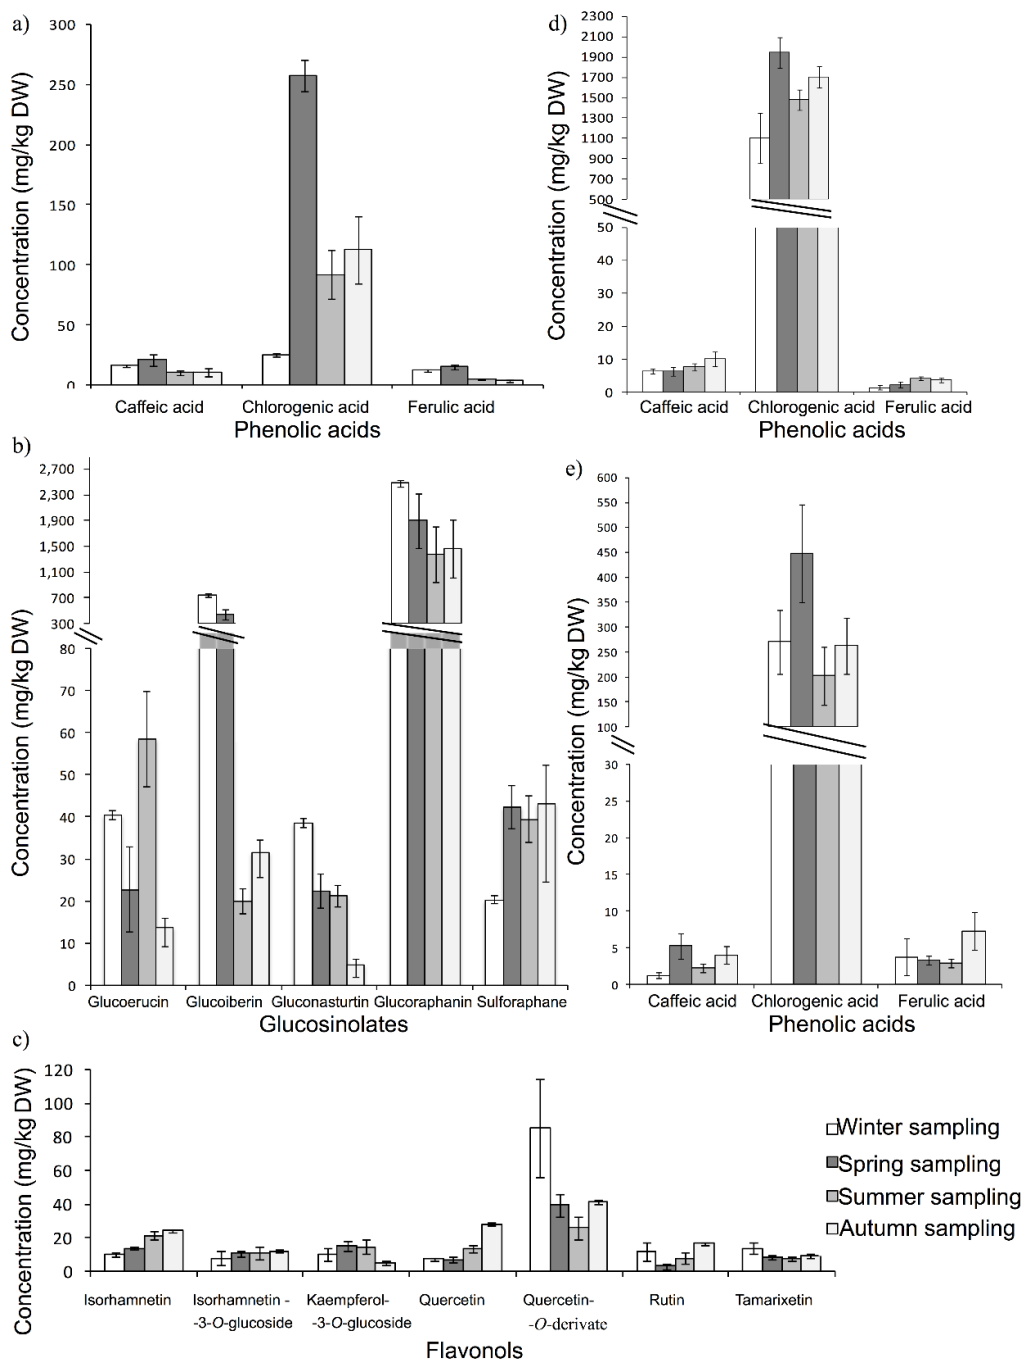 a)
Concentration (mg/kg DW)
300
250
200
150
100
50
0
Caffeic acid Chlorogenic acid Ferulic acid
Phenolic acids
d)
Concentration (mg/kg DW)
2300
2100
1900
1700
1500
1300
1100
900
700
500
50
40
30
20
10
0
Caffeic acid Chlorogenic acid Ferulic acid
Phenolic acids
b)
Concentration (mg/kg DW)
2,700
2,300
1,900
1,500
1,100
700
300
80
70
60
50
40
30
20
10
0
Glucoerucin Glucoiberin Gluconasturtin Glucoraphanin Sulforaphane
Glucosinolates
e)
Concentration (mg/kg DW)
600
550
500
450
400
350
300
250
200
150
100
30
25
20
15
10
5
0
Caffeic acid Chlorogenic acid Ferulic acid
Phenolic acids
c)
Concentration (mg/kg DW)
120
100
80
60
40
20
0
Isorhamnetin Isorhamnetin - Kaempferol- Quercetin Quercetin- Rutin Tamarixetin
-3-O-glucoside -3-O-glucoside -O-derivate
Flavonols
Winter sampling
Spring sampling
Summer sampling
Autumn sampling